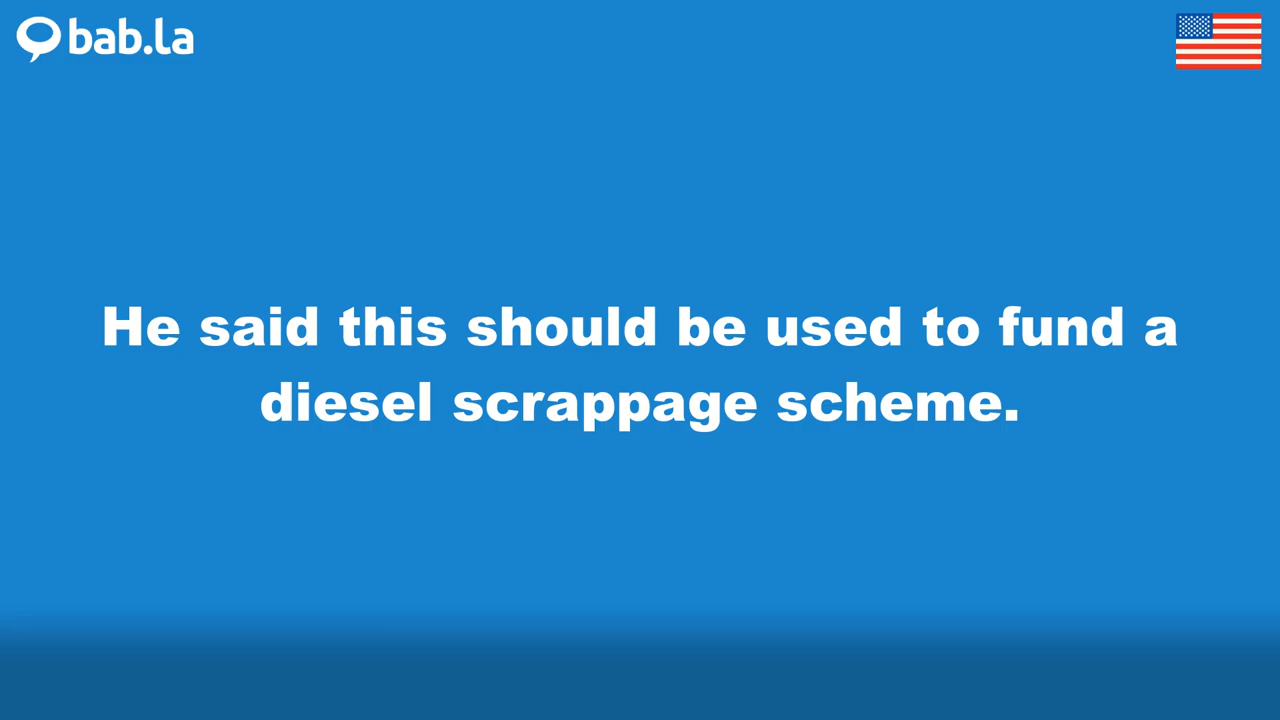 bab.la
He said this should be used to fund a
diesel scrappage scheme.